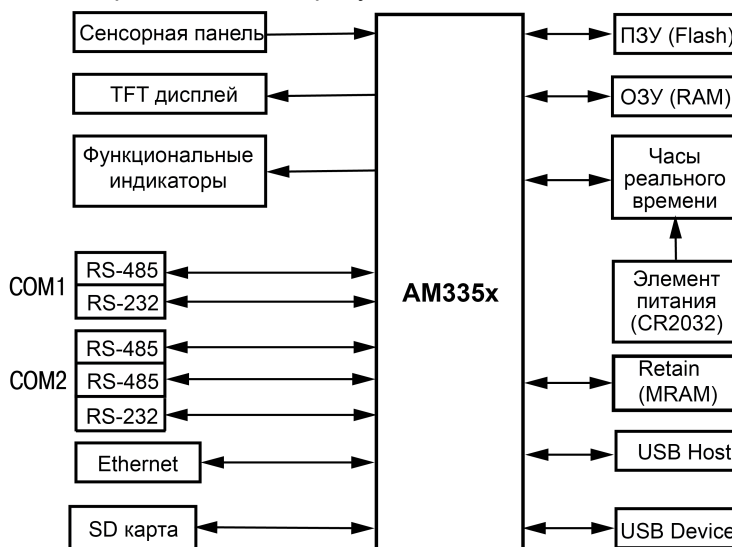 Сенсорная панель
TFT дисплей
Функциональные
индикаторы
COM1
RS-485
RS-232
COM2
RS-485
RS-485
RS-232
Ethernet
SD карта
AM335x
ПЗУ (Flash)
ОЗУ (RAM)
Часы
реального
времени
Элемент
питания
(CR2032)
Retain
(MRAM)
USB Host
USB Device